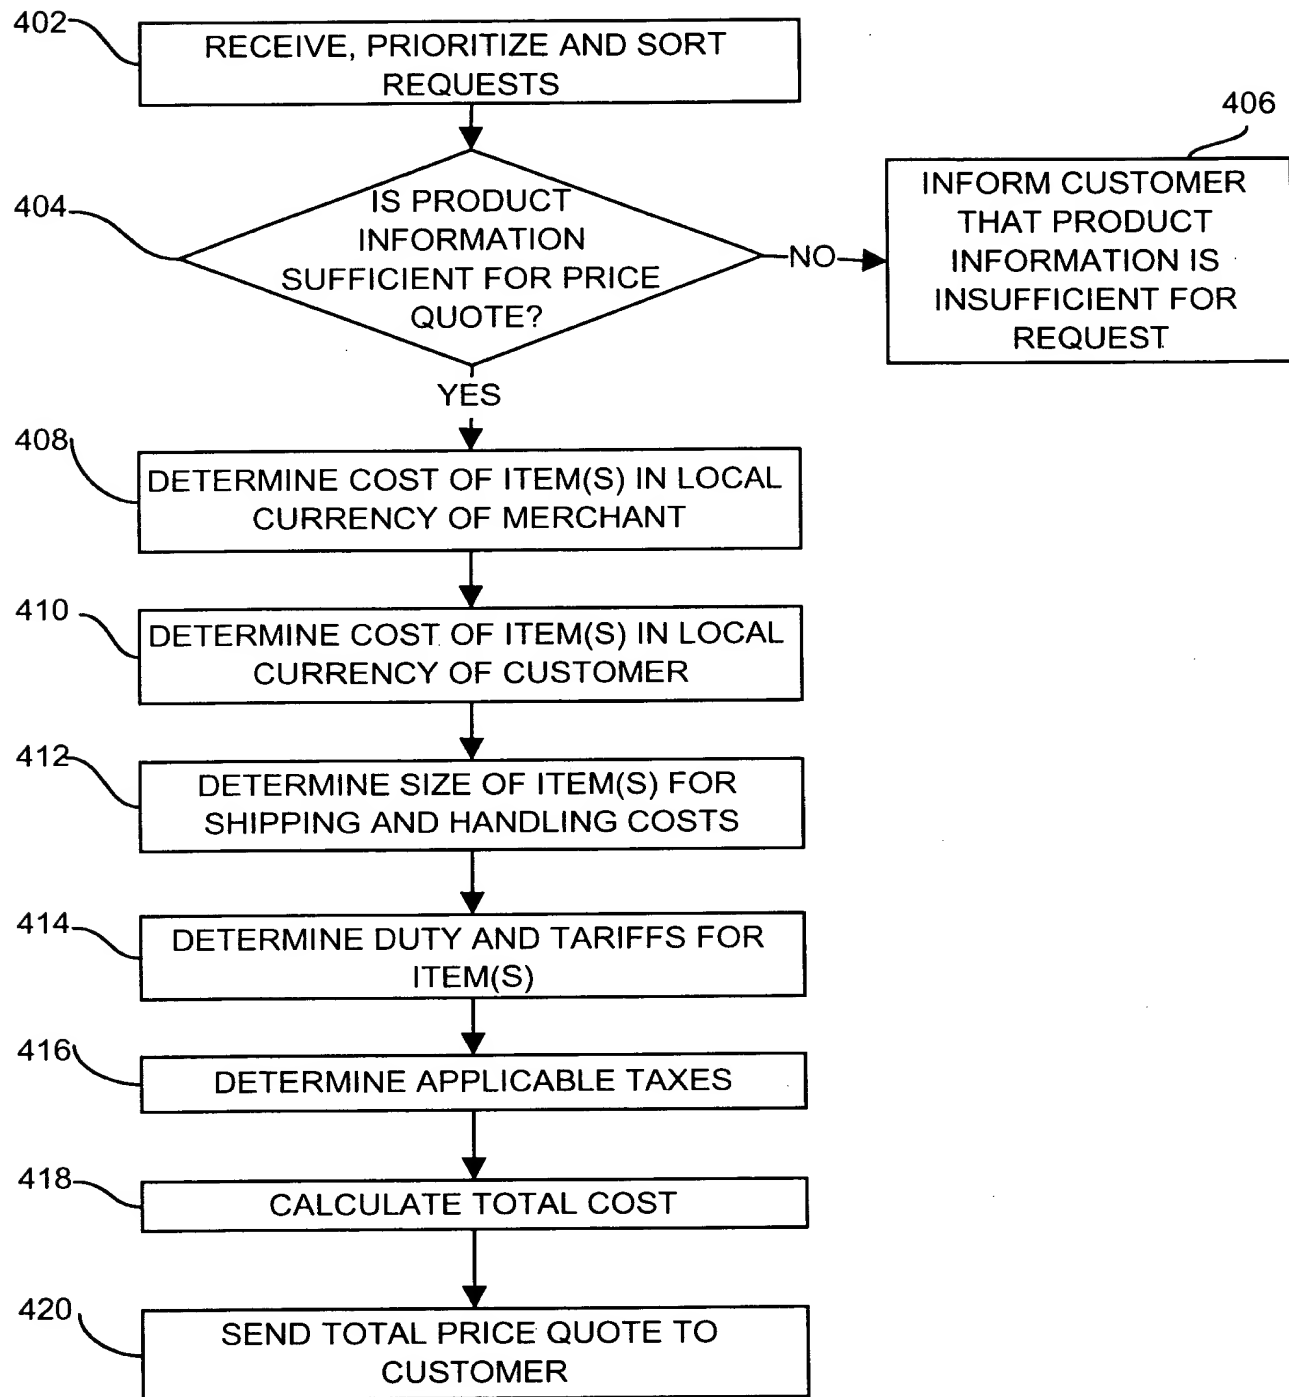 402
RECEIVE, PRIORITIZE AND SORT
REQUESTS
406
404
IS PRODUCT
INFORMATION
SUFFICIENT FOR PRICE
QUOTE?
NO
INFORM CUSTOMER
THAT PRODUCT
INFORMATION IS
INSUFFICIENT FOR
REQUEST
YES
408
DETERMINE COST OF ITEM(S) IN LOCAL
CURRENCY OF MERCHANT
410
DETERMINE COST OF ITEM(S) IN LOCAL
CURRENCY OF CUSTOMER
412
DETERMINE SIZE OF ITEM(S) FOR
SHIPPING AND HANDLING COSTS
414
DETERMINE DUTY AND TARIFFS FOR
ITEM(S)
416
DETERMINE APPLICABLE TAXES
418
CALCULATE TOTAL COST
420
SEND TOTAL PRICE QUOTE TO
CUSTOMER